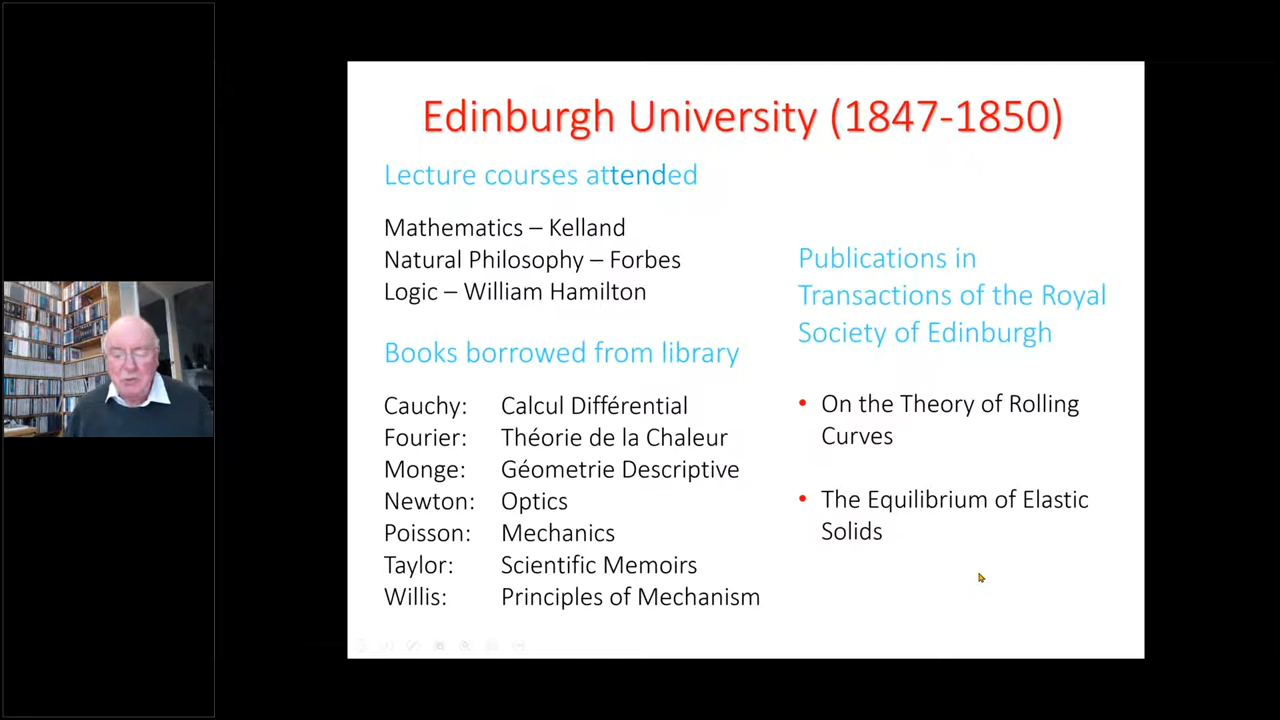 Edinburgh University (1847-1850)
Lecture courses attended
Mathematics – Kelland
Natural Philosophy – Forbes
Logic – William Hamilton
Books borrowed from library
Cauchy: Calcul Différential
Fourier: Théorie de la Chaleur
Monge: Géometrie Descriptive
Newton: Optics
Poisson: Mechanics
Taylor: Scientific Memoirs
Willis: Principles of Mechanism
Publications in
Transactions of the Royal
Society of Edinburgh
• On the Theory of Rolling
Curves
• The Equilibrium of Elastic
Solids